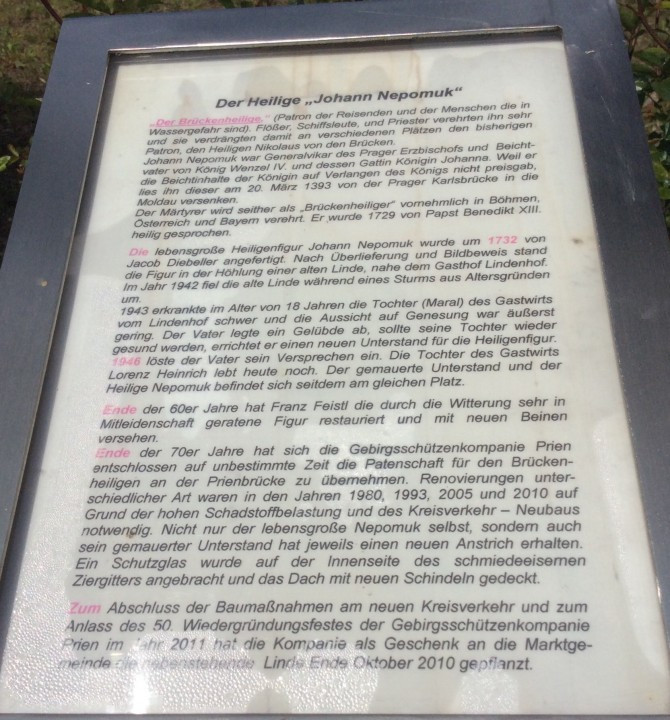 Der Heilige „Johann Nepomuk“
„Der Brückenheilige.“ (Patron der Reisenden und der Menschen die in
Wassergefahr sind). Flößer, Schiffsleute, und Priester verehrten ihn sehr
und sie verdrängten damit an verschiedenen Plätzen den bisherigen
Patron, den Heiligen Nikolaus von den Brücken.
Johann Nepomuk war Generalvikar des Prager Erzbischofs und Beicht-
vater von König Wenzel IV. und dessen Gattin Königin Johanna. Weil er
die Beichtinhalte der Königin auf Verlangen des Königs nicht preisgab,
lies ihn dieser am 20. März 1393 von der Prager Karlsbrücke in die
Moldau versenken.
Der Märtyrer wird seither als „Brückenheiliger“ vornehmlich in Böhmen,
Österreich und Bayern verehrt. Er wurde 1729 von Papst Benedikt XIII.
heilig gesprochen.
Die lebensgroße Heiligenfigur Johann Nepomuk wurde um 1732 von
Jacob Diebeller angefertigt. Nach Überlieferung und Bildbeweis stand
die Figur in der Höhlung einer alten Linde, nahe dem Gasthof Lindenhof.
Im Jahr 1942 fiel die alte Linde während eines Sturms aus Altersgründen
um.
1943 erkrankte im Alter von 18 Jahren die Tochter (Maral) des Gastwirts
vom Lindenhof schwer und die Aussicht auf Genesung war äußerst
gering. Der Vater legte ein Gelübde ab, sollte seine Tochter wieder
gesund werden, errichtet er einen neuen Unterstand für die Heiligenfigur.
1946 löste der Vater sein Versprechen ein. Die Tochter des Gastwirts
Lorenz Heinrich lebt heute noch. Der gemauerte Unterstand und der
Heilige Nepomuk befindet sich seitdem am gleichen Platz.
Ende der 60er Jahre hat Franz Feistl die durch die Witterung sehr in
Mitleidenschaft geratene Figur restauriert und mit neuen Beinen
versehen.
Ende der 70er Jahre hat sich die Gebirgsschützenkompanie Prien
entschlossen auf unbestimmte Zeit die Patenschaft für den Brücken-
heiligen an der Prienbrücke zu übernehmen. Renovierungen unter-
schiedlicher Art waren in den Jahren 1980, 1993, 2005 und 2010 auf
Grund der hohen Schadstoffbelastung und des Kreisverkehr – Neubaus
notwendig. Nicht nur der lebensgroße Nepomuk selbst, sondern auch
sein gemauerter Unterstand hat jeweils einen neuen Anstrich erhalten.
Ein Schutzglas wurde auf der Innenseite des schmiedeeisernen
Ziergitters angebracht und das Dach mit neuen Schindeln gedeckt.
Zum Abschluss der Baumaßnahmen am neuen Kreisverkehr und zum
Anlass des 50. Wiedergründungsfestes der Gebirgsschützenkompanie
Prien im Jahr 2011 hat die Kompanie als Geschenk an die Marktge-
meinde die nebenstehende Linde Ende Oktober 2010 gepflanzt.